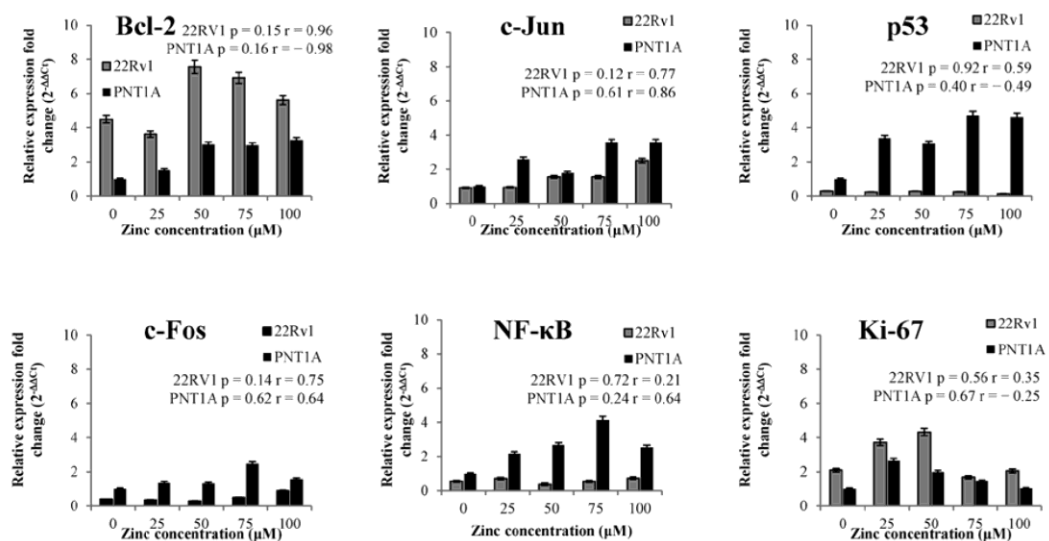 Bcl-2
22RV1 p = 0.15 r = 0.96
PNT1A p = 0.16 r = − 0.98
22Rv1
PNT1A
Relative expression fold
change (2-ΔΔCt)
10
8
6
4
2
0
0 25 50 75 100
Zinc concentration (µM)
c-Jun
22Rv1
PNT1A
22RV1 p = 0.12 r = 0.77
PNT1A p = 0.61 r = 0.86
Relative expression fold
change (2-ΔΔCt)
10
8
6
4
2
0
0 25 50 75 100
Zinc concentration (µM)
p53
22Rv1
PNT1A
22RV1 p = 0.92 r = 0.59
PNT1A p = 0.40 r = − 0.49
Relative expression fold
change (2-ΔΔCt)
10
8
6
4
2
0
0 25 50 75 100
Zinc concentration (µM)
c-Fos
22Rv1
PNT1A
22RV1 p = 0.14 r = 0.75
PNT1A p = 0.62 r = 0.64
Relative expression fold
change (2-ΔΔCt)
10
8
6
4
2
0
0 25 50 75 100
Zinc concentration (µM)
NF-κB
22Rv1
PNT1A
22RV1 p = 0.72 r = 0.21
PNT1A p = 0.24 r = 0.64
Relative expression fold
change (2-ΔΔCt)
10
8
6
4
2
0
0 25 50 75 100
Zinc concentration (µM)
Ki-67
22Rv1
PNT1A
22RV1 p = 0.56 r = 0.35
PNT1A p = 0.67 r = − 0.25
Relative expression fold
change (2-ΔΔCt)
10
8
6
4
2
0
0 25 50 75 100
Zinc concentration (µM)